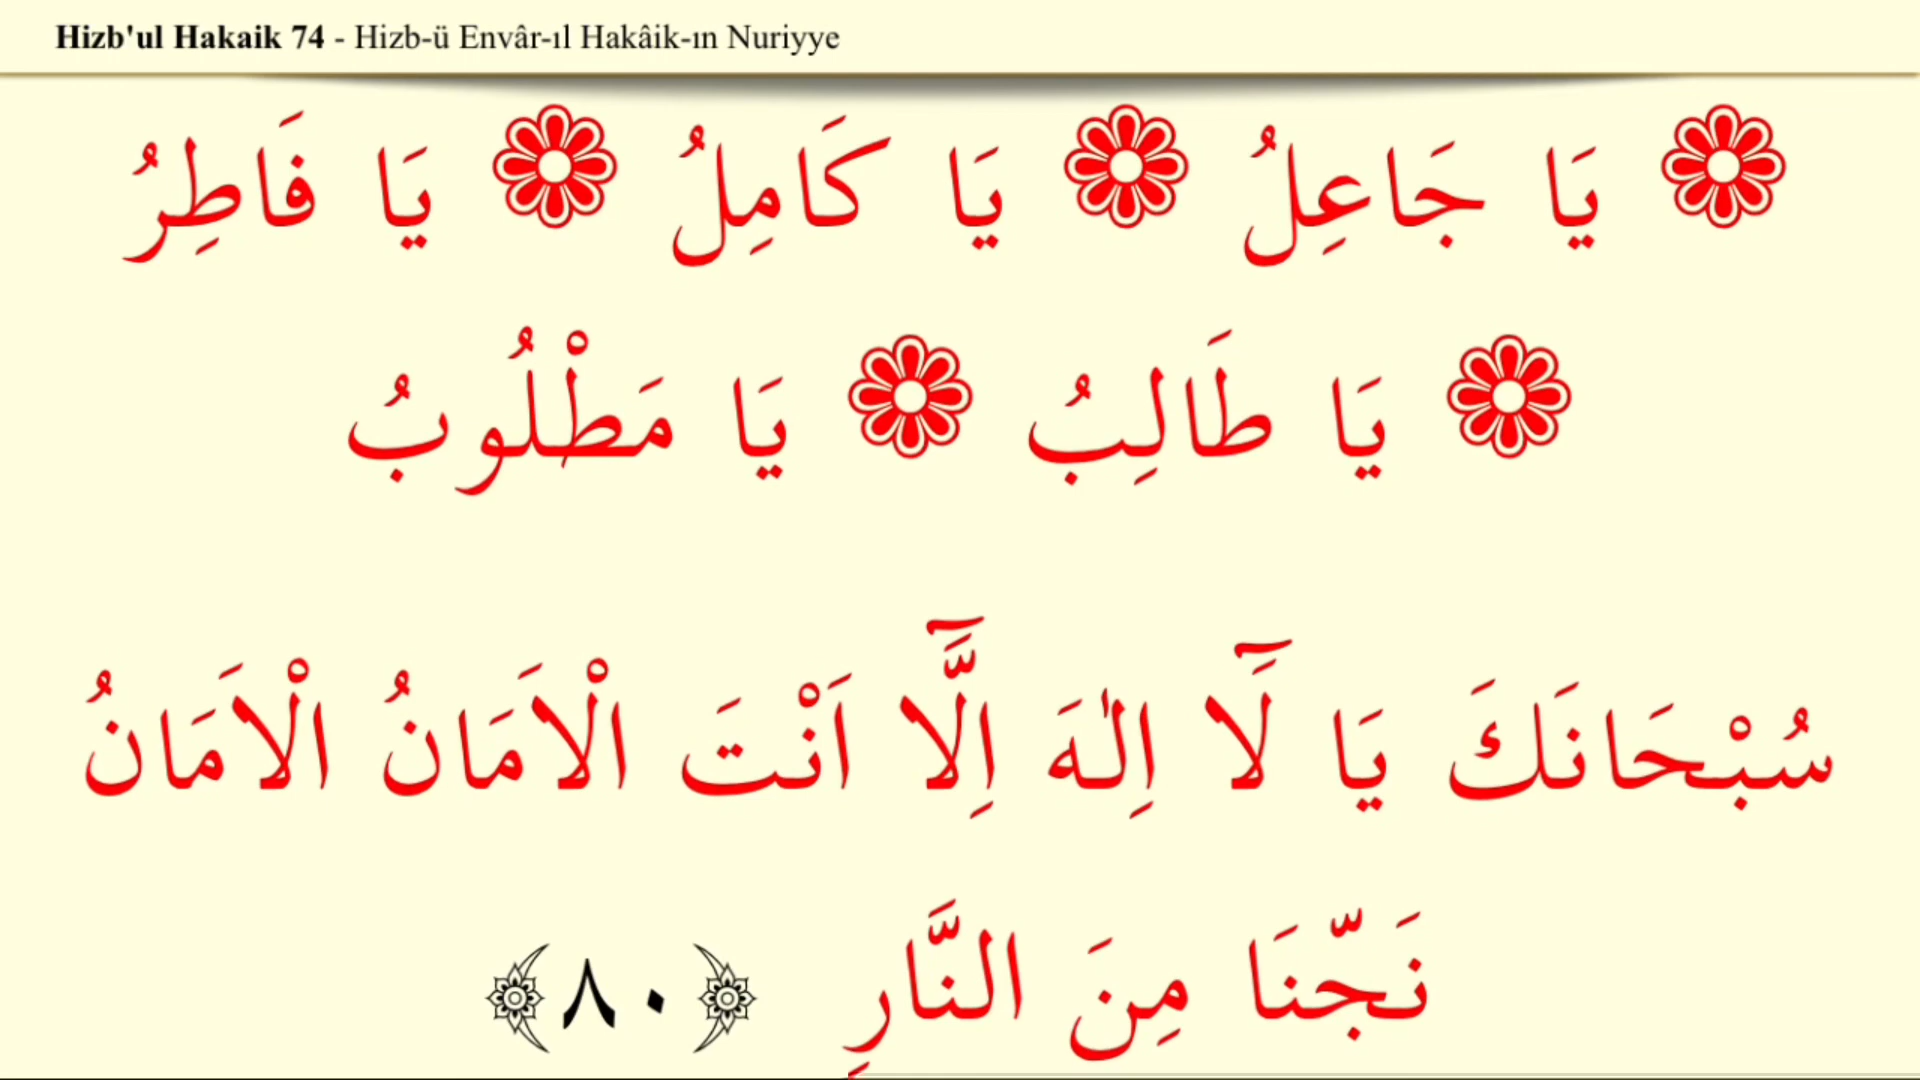 Hizb'ul Hakaik 74 - Hizb-ü Envâr-ıl Hakâik-ın Nuriyye
❁ يَا جَاعِلُ ❁ يَا كَامِلُ ❁ يَا فَاطِرُ
❁ يَا طَالِبُ ❁ يَا مَطْلُوبُ
سُبْحَانَكَ يَا لَٓا اِلٰهَ اِلَّٓا اَنْتَ الْاَمَانُ الْاَمَانُ
نَجِّنَا مِنَ النَّارِ ﴿٨٠﴾